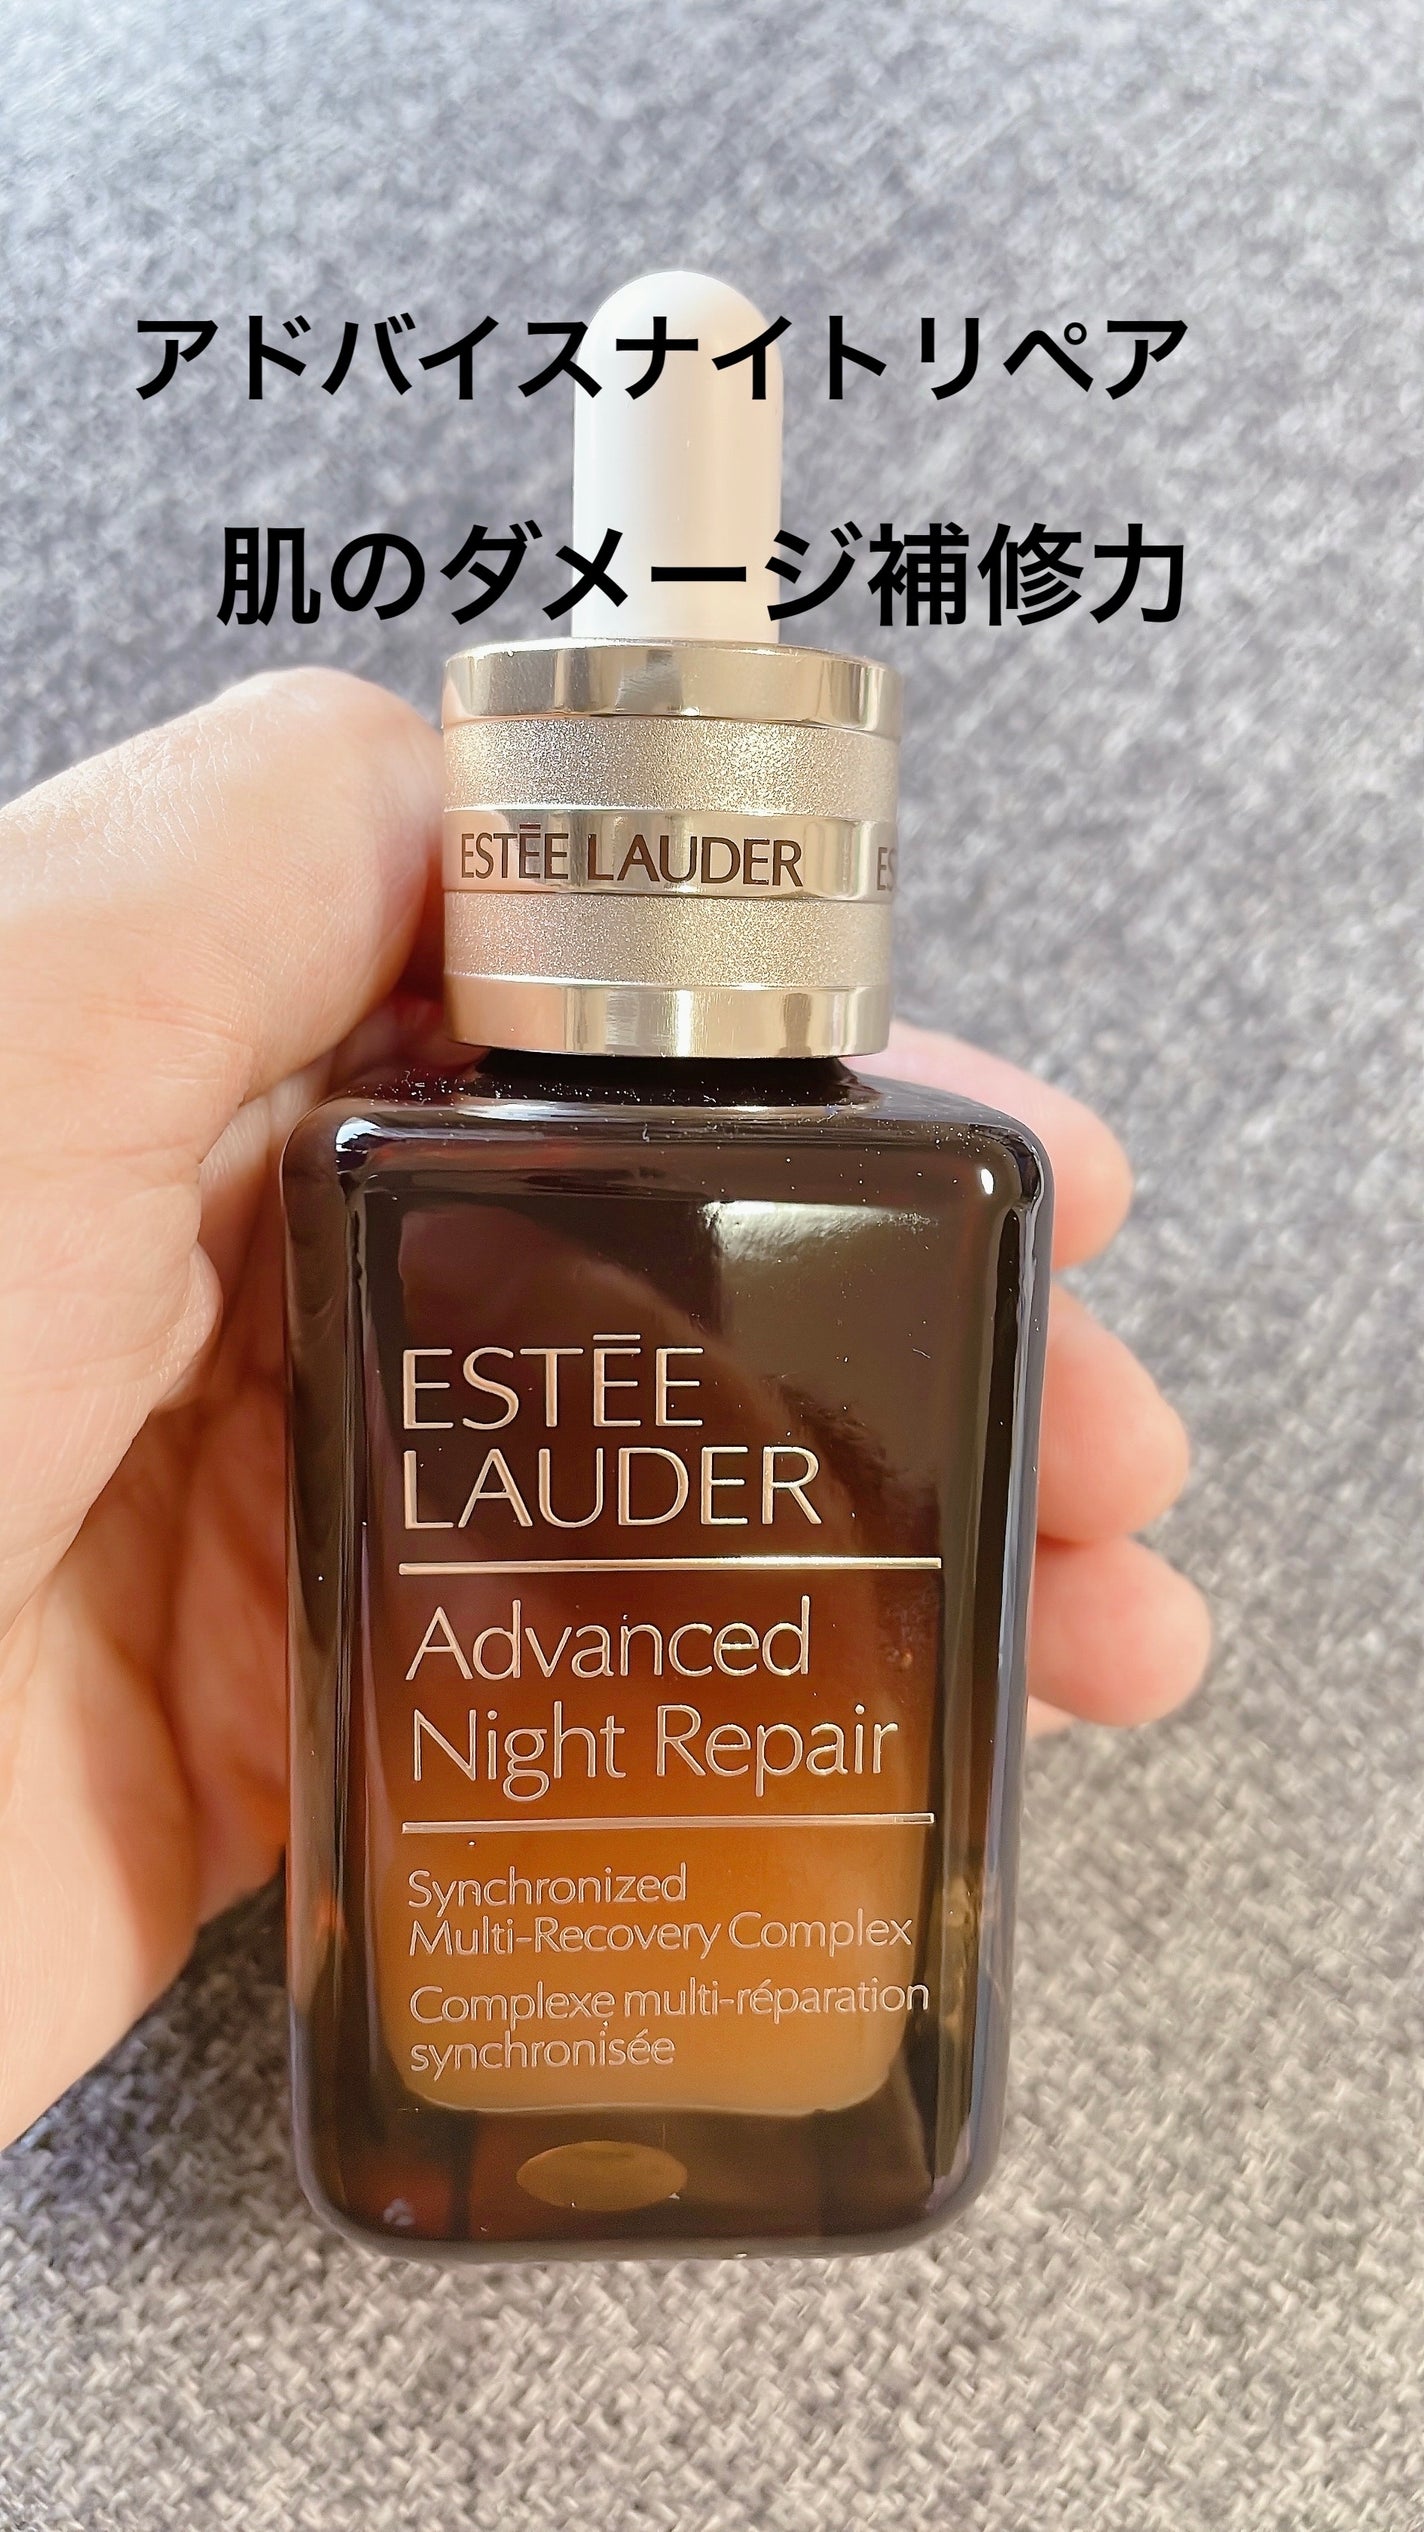 アドバイスナイトリペア
肌のダメージ補修力
ESTĒE LAUDER ES
ESTĒE
LAUDER
Advanced
Night Repair
Synchronized
Multi-Recovery Complex
Complexe multi-réparation
synchronisée